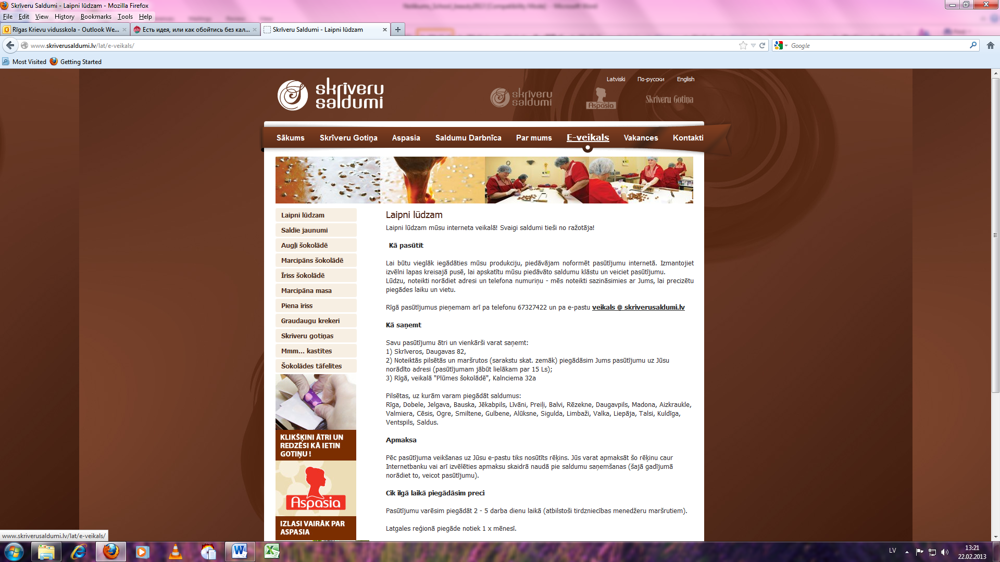 Skrīveru Saldumi - Laipni lūdzam - Mozilla Firefox
File Edit View History Bookmarks Tools Help
Rīgas Krievu vidusskola - Outlook We...
Есть идея, или как обойтись без кал...
Skrīveru Saldumi - Laipni lūdzam
www.skriverusaldumi.lv/lat/e-veikals/
Google
Most Visited Getting Started
Latviski По-русски English
skrīveru
saldumi
skrīveru
saldumi
Aspasia
Skrīveru Gotiņa
Sākums Skrīveru Gotiņa Aspasia Saldumu Darbnīca Par mums E-veikals Vakances Kontakti
Laipni lūdzam
Saldie jaunumi
Augļi šokolādē
Marcipāns šokolādē
Īriss šokolādē
Marcipāna masa
Piena īriss
Graudaugu krekeri
Skrīveru gotiņas
Mmm... kastītes
Šokolādes tāfelītes
KLIKŠĶINI ĀTRI UN
REDZĒSI KĀ IETIN
GOTIŅU !
Aspasia
IZLASI VAIRĀK PAR
ASPASIA
Laipni lūdzam
Laipni lūdzam mūsu interneta veikalā! Svaigi saldumi tieši no ražotāja!
Kā pasūtīt
Lai būtu vieglāk iegādāties mūsu produkciju, piedāvājam noformēt pasūtījumu internetā. Izmantojiet
izvēlni lapas kreisajā pusē, lai apskatītu mūsu piedāvāto saldumu klāstu un veiciet pasūtījumu.
Lūdzu, noteikti norādiet adresi un telefona numuriņu - mēs noteikti sazināsimies ar Jums, lai precizētu
piegādes laiku un vietu.
Rīgā pasūtījumus pieņemam arī pa telefonu 67327422 un pa e-pastu veikals @ skriverusaldumi.lv
Kā saņemt
Savu pasūtījumu ātri un vienkārši varat saņemt:
1) Skrīveros, Daugavas 82,
2) Noteiktās pilsētās un maršrutos (sarakstu skat. zemāk) piegādāsim Jums pasūtījumu uz Jūsu
norādīto adresi (pasūtījumam jābūt lielākam par 15 Ls);
3) Rīgā, veikalā "Plūmes šokolādē", Kalnciema 32a
Pilsētas, uz kurām varam piegādāt saldumus:
Rīga, Dobele, Jelgava, Bauska, Jēkabpils, Līvāni, Preiļi, Balvi, Rēzekne, Daugavpils, Madona, Aizkraukle,
Valmiera, Cēsis, Ogre, Smiltene, Gulbene, Alūksne, Sigulda, Limbaži, Valka, Liepāja, Talsi, Kuldīga,
Ventspils, Saldus.
Apmaksa
Pēc pasūtījuma veikšanas uz Jūsu e-pastu tiks nosūtīts rēķins. Jūs varat apmaksāt šo rēķinu caur
Internetbanku vai arī izvēlēties apmaksu skaidrā naudā pie saldumu saņemšanas (šajā gadījumā
norādiet to, veicot pasūtījumu).
Cik ilgā laikā piegādāsim preci
Pasūtījumu varēsim piegādāt 2 - 5 darba dienu laikā (atbilstoši tirdzniecības menedžeru maršrutiem).
Latgales reģionā piegāde notiek 1 x mēnesī.
www.skriverusaldumi.lv/lat/e-veikals/
LV
13:21
22.02.2013